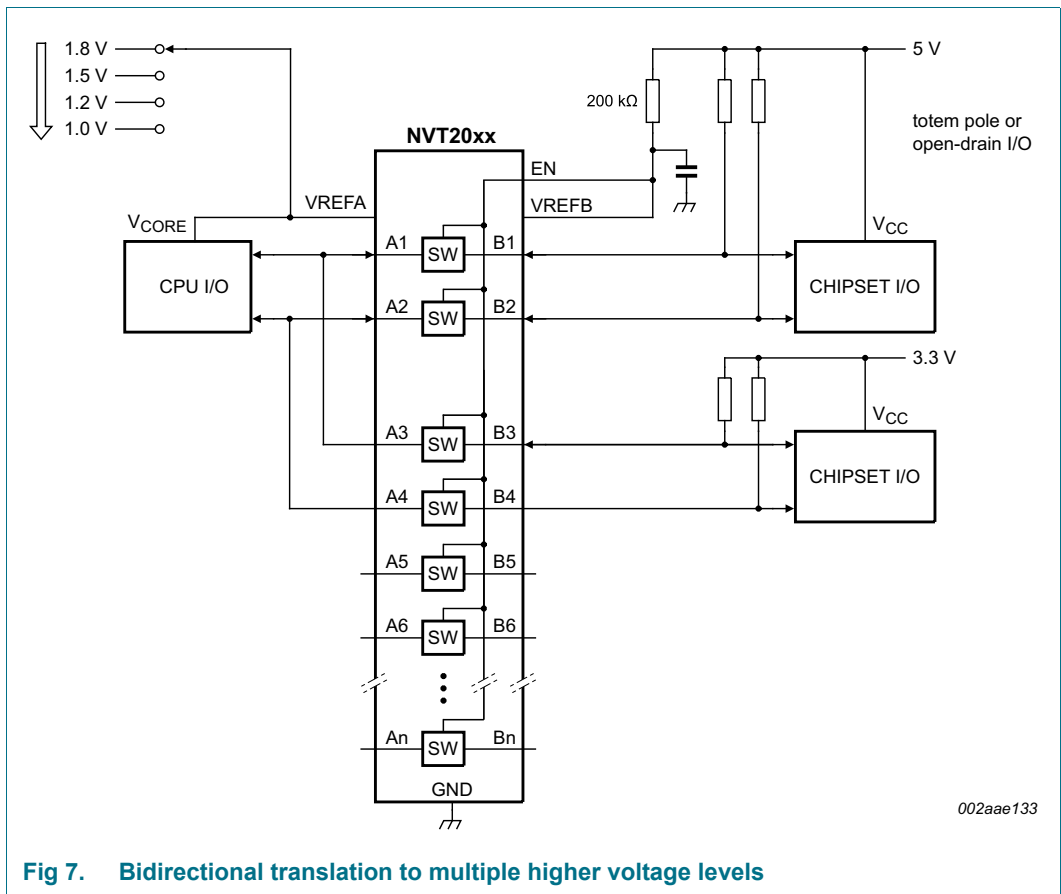 1.8 V
1.5 V
1.2 V
1.0 V
5 V
200 kΩ
totem pole or
open-drain I/O
NVT20xx
EN
VREFA
VREFB
VCORE
VCC
A1
SW
B1
CPU I/O
CHIPSET I/O
A2
SW
B2
3.3 V
VCC
A3
SW
B3
CHIPSET I/O
A4
SW
B4
A5
SW
B5
A6
SW
B6
An
SW
Bn
GND
002aae133
Fig 7. Bidirectional translation to multiple higher voltage levels